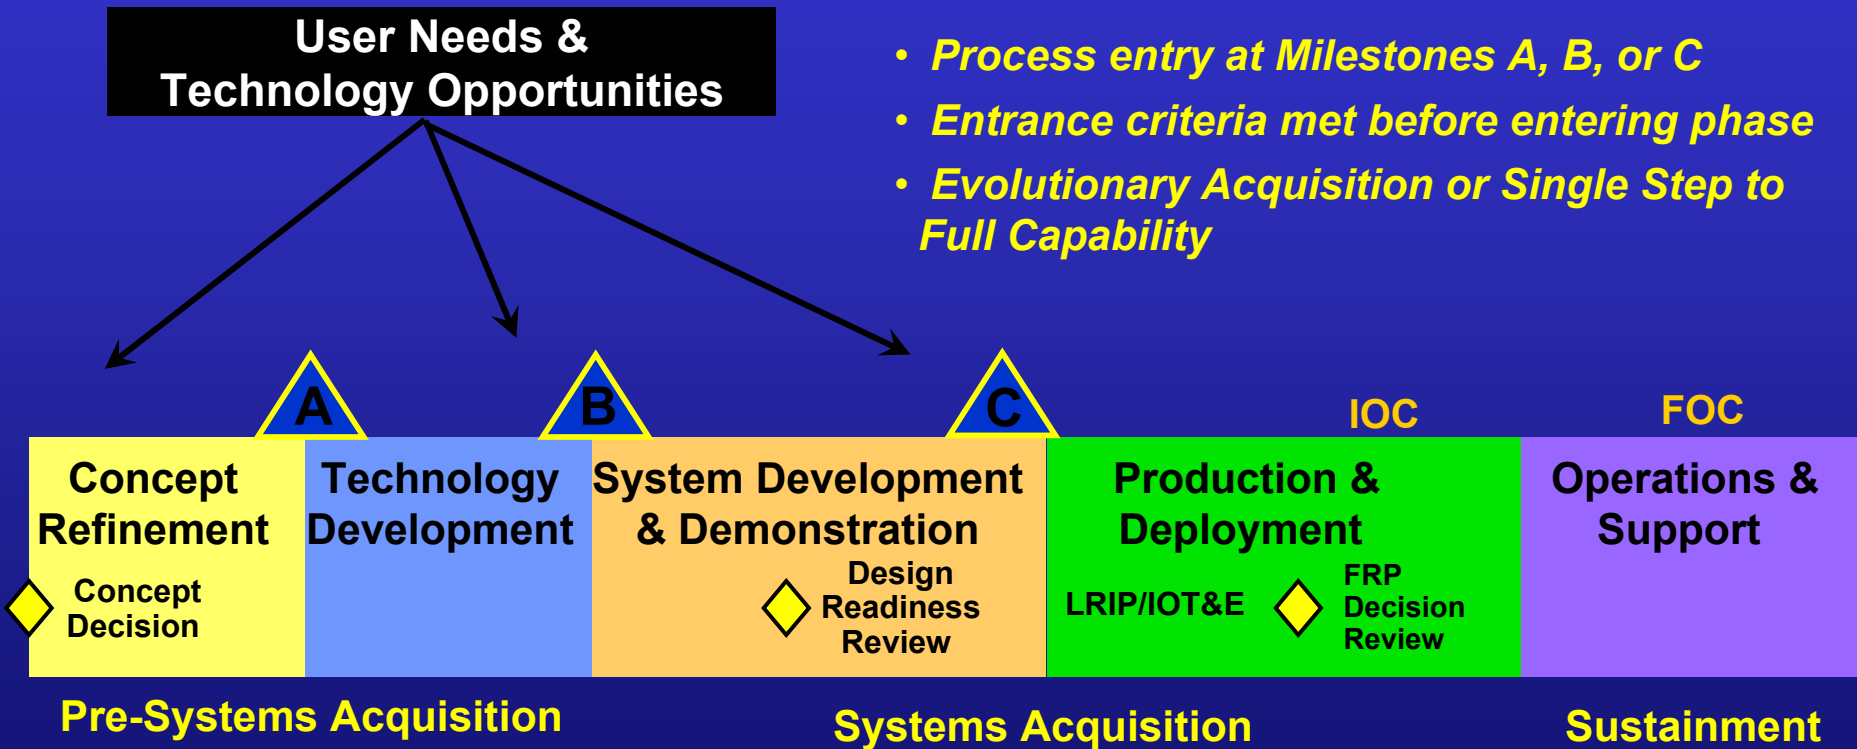 User Needs &
Technology Opportunities
• Process entry at Milestones A, B, or C
• Entrance criteria met before entering phase
• Evolutionary Acquisition or Single Step to
Full Capability
A
B
C
IOC
FOC
Concept
Refinement
Concept
Decision
Technology
Development
System Development
& Demonstration
Design
Readiness
Review
Production &
Deployment
LRIP/IOT&E
FRP
Decision
Review
Operations &
Support
Pre-Systems Acquisition
Systems Acquisition
Sustainment